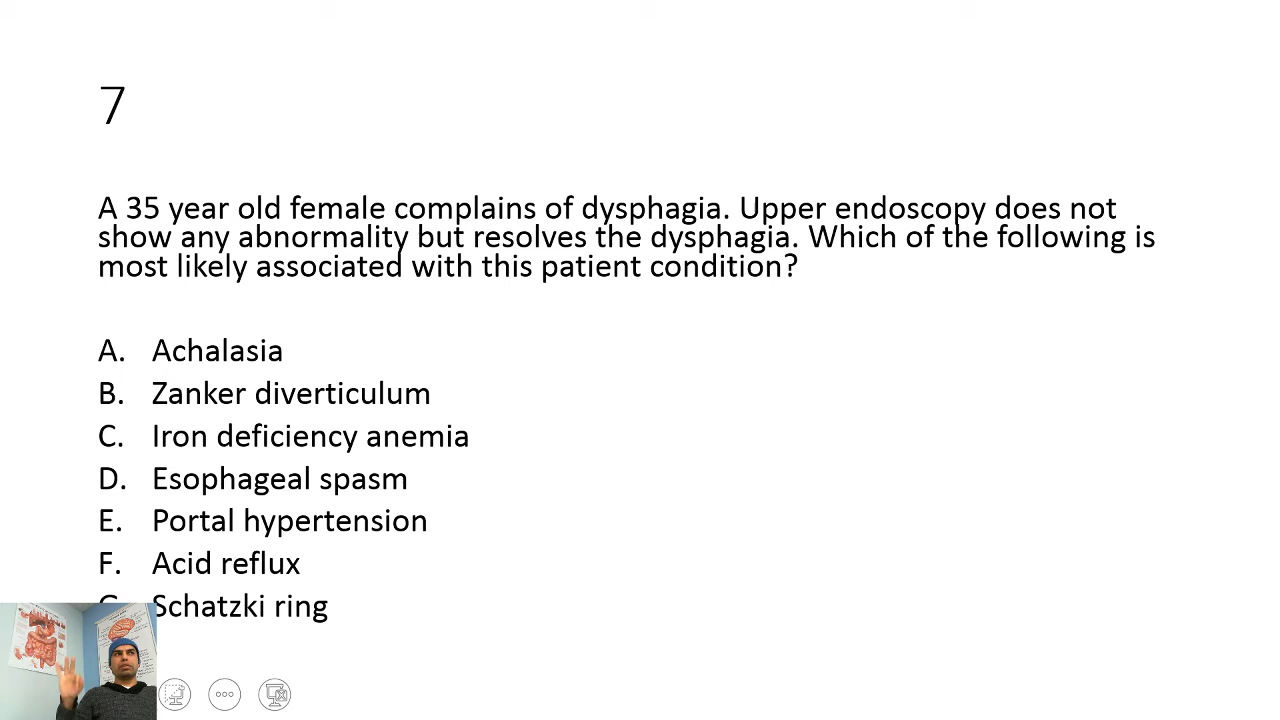 7
A 35 year old female complains of dysphagia. Upper endoscopy does not
show any abnormality but resolves the dysphagia. Which of the following is
most likely associated with this patient condition?
A. Achalasia
B. Zanker diverticulum
C. Iron deficiency anemia
D. Esophageal spasm
E. Portal hypertension
F. Acid reflux
G. Schatzki ring